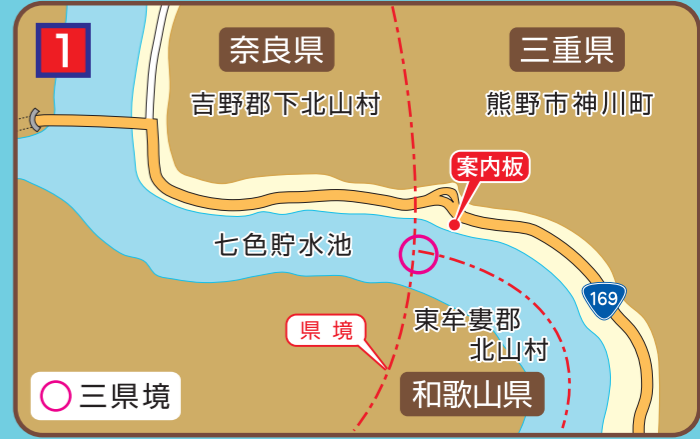 1
奈良県
吉野郡下北山村
三重県
熊野市神川町
案内板
七色貯水池
169
東牟婁郡
北山村
県境
和歌山県
三県境